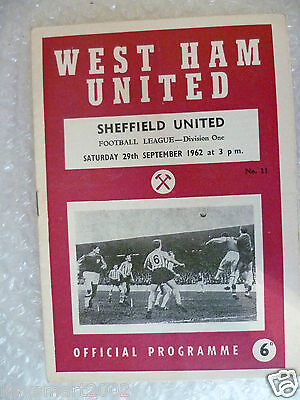 WEST HAM
UNITED
SHEFFIELD UNITED
FOOTBALL LEAGUE—Division One
SATURDAY 29th SEPTEMBER 1962 at 3 p.m.
No. 11
6
OFFICIAL PROGRAMME 6D